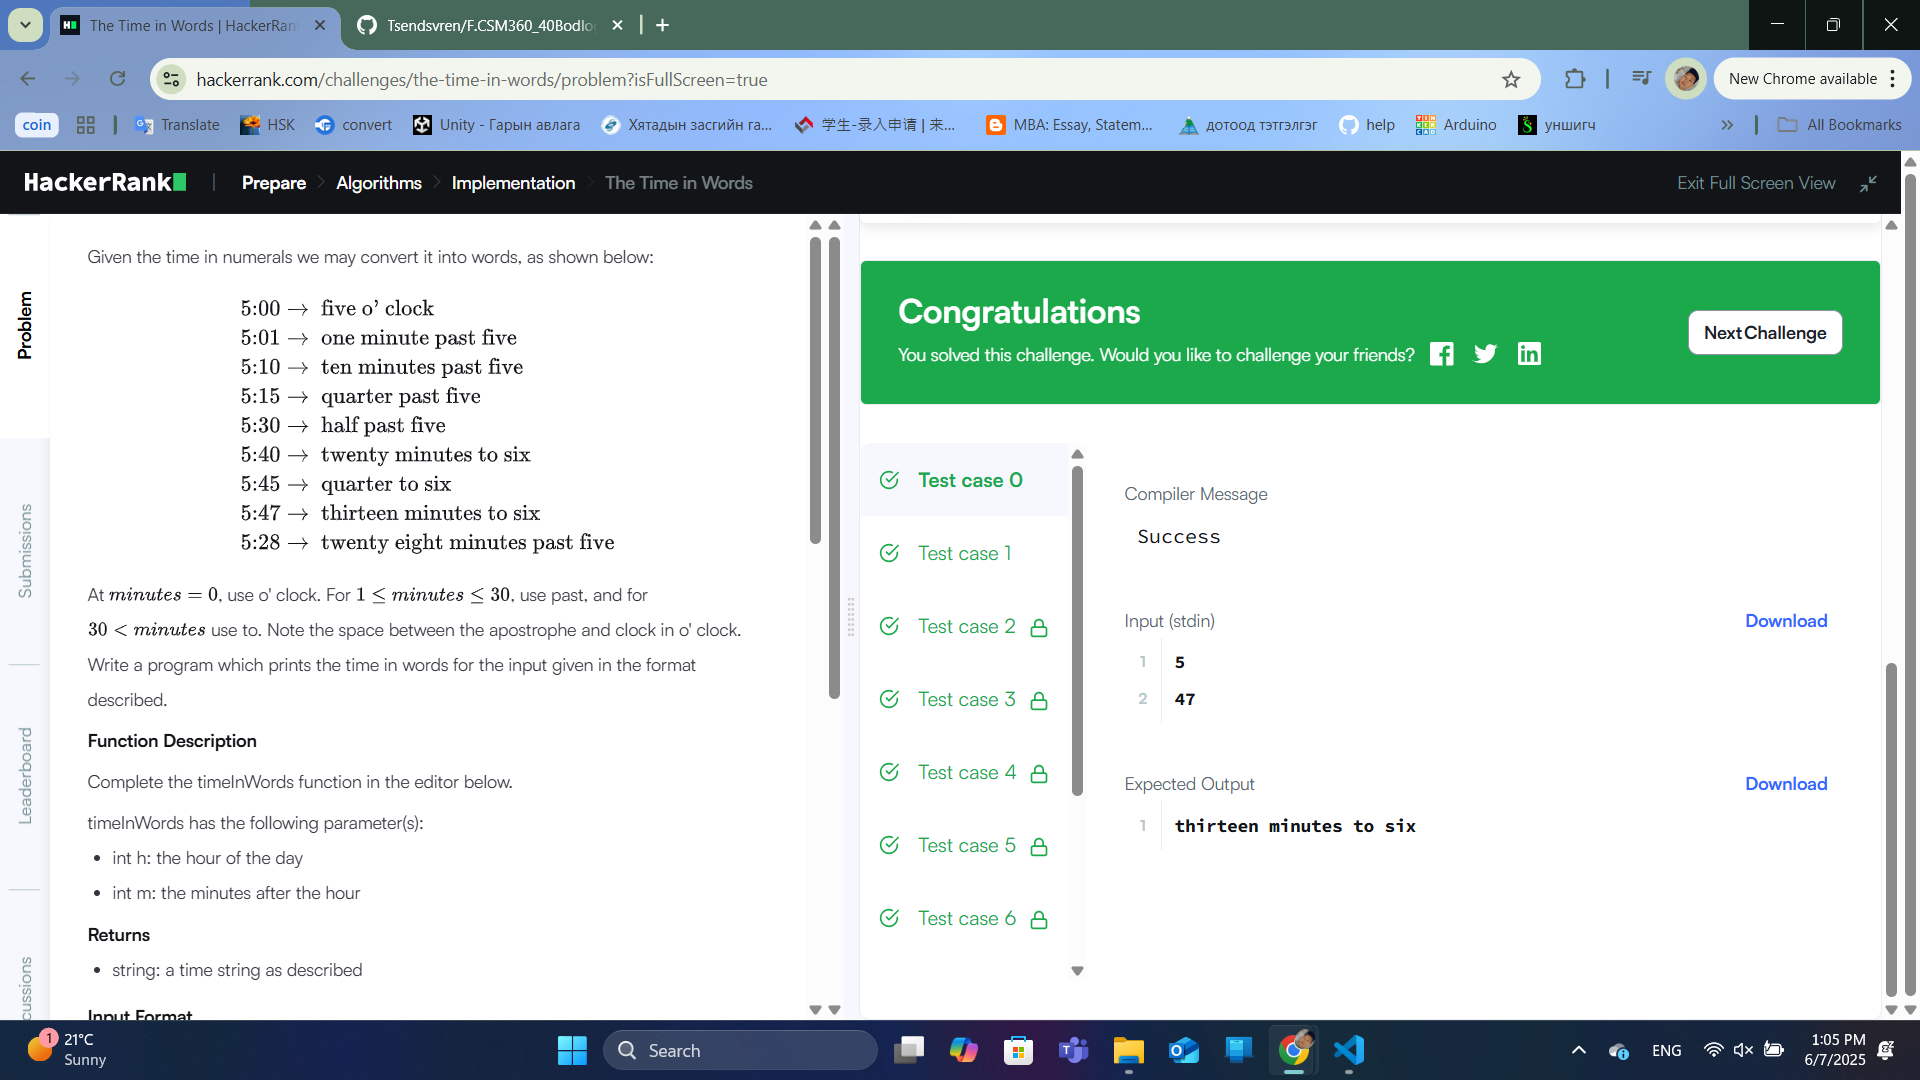 The Time in Words | HackerRan
Tsendsvren/F.CSM360_40Bodlo
hackerrank.com/challenges/the-time-in-words/problem?isFullScreen=true
New Chrome available
coin
Translate
HSK
convert
Unity - Гарын авлага
Хятадын засгийн га...
学生-录入申请 | 来...
MBA: Essay, Statem...
дотоод тэтгэлгэг
help
Arduino
уншигч
All Bookmarks
HackerRank
Prepare
Algorithms
Implementation
The Time in Words
Exit Full Screen View
Problem
Submissions
Leaderboard
cussions
Given the time in numerals we may convert it into words, as shown below:
5:00 → five o' clock
5:01 → one minute past five
5:10 → ten minutes past five
5:15 → quarter past five
5:30 → half past five
5:40 → twenty minutes to six
5:45 → quarter to six
5:47 → thirteen minutes to six
5:28 → twenty eight minutes past five
At minutes = 0, use o' clock. For 1 ≤ minutes ≤ 30, use past, and for
30 < minutes use to. Note the space between the apostrophe and clock in o' clock.
Write a program which prints the time in words for the input given in the format
described.
Function Description
Complete the timeInWords function in the editor below.
timeInWords has the following parameter(s):
• int h: the hour of the day
• int m: the minutes after the hour
Returns
• string: a time string as described
Input Format
Congratulations
You solved this challenge. Would you like to challenge your friends?
Next Challenge
Test case 0
Test case 1
Test case 2
Test case 3
Test case 4
Test case 5
Test case 6
Compiler Message
Success
Input (stdin)
Download
1 5
2 47
Expected Output
Download
1 thirteen minutes to six
1
21°C
Sunny
Search
ENG
1:05 PM
6/7/2025